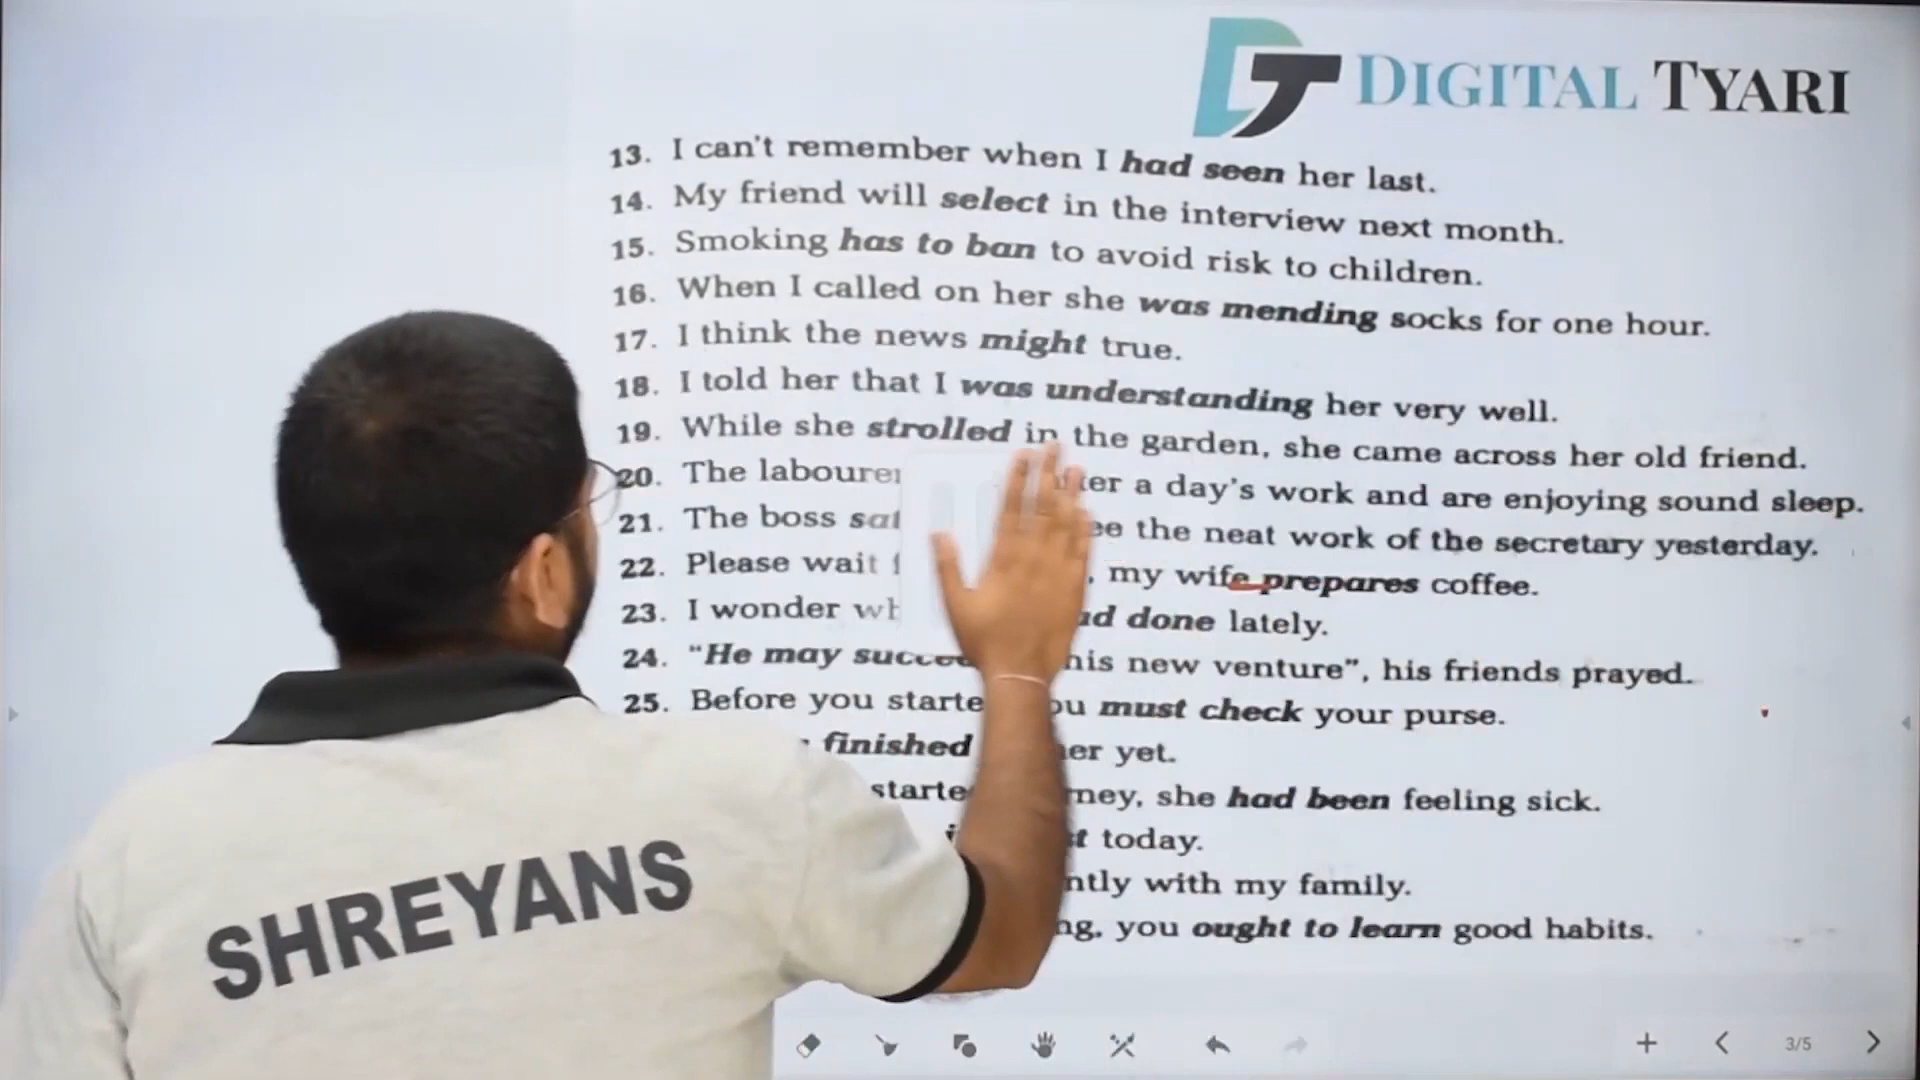 DT DIGITAL TYARI
13. I can't remember when I had seen her last.
14. My friend will select in the interview next month.
15. Smoking has to ban to avoid risk to children.
16. When I called on her she was mending socks for one hour.
17. I think the news might true.
18. I told her that I was understanding her very well.
19. While she strolled in the garden, she came across her old friend.
20. The labourer a day's work and are enjoying sound sleep.
21. The boss the neat work of the secretary yesterday.
22. Please wait , my wife prepares coffee.
23. I wonder done lately.
24. "He may his new venture", his friends prayed.
25. Before you must check your purse.
finished yet.
she had been feeling sick.
today.
with my family.
you ought to learn good habits.
SHREYANS
3/5